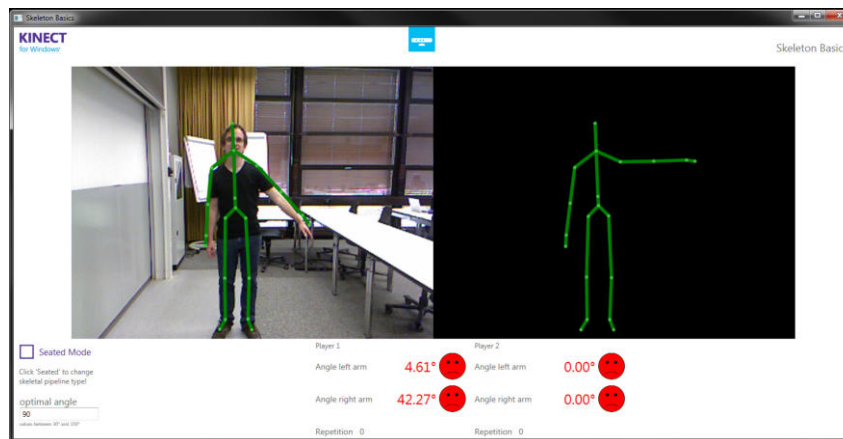 Skeleton Basics
KINECT
for Windows
Skeleton Basic
Seated Mode
Click 'Seated' to change
skeletal pipeline type!
optimal angle
90
Player 1
Angle left arm 4.61°
Angle right arm 42.27°
Repetition 0
Player 2
Angle left arm 0.00°
Angle right arm 0.00°
Repetition 0